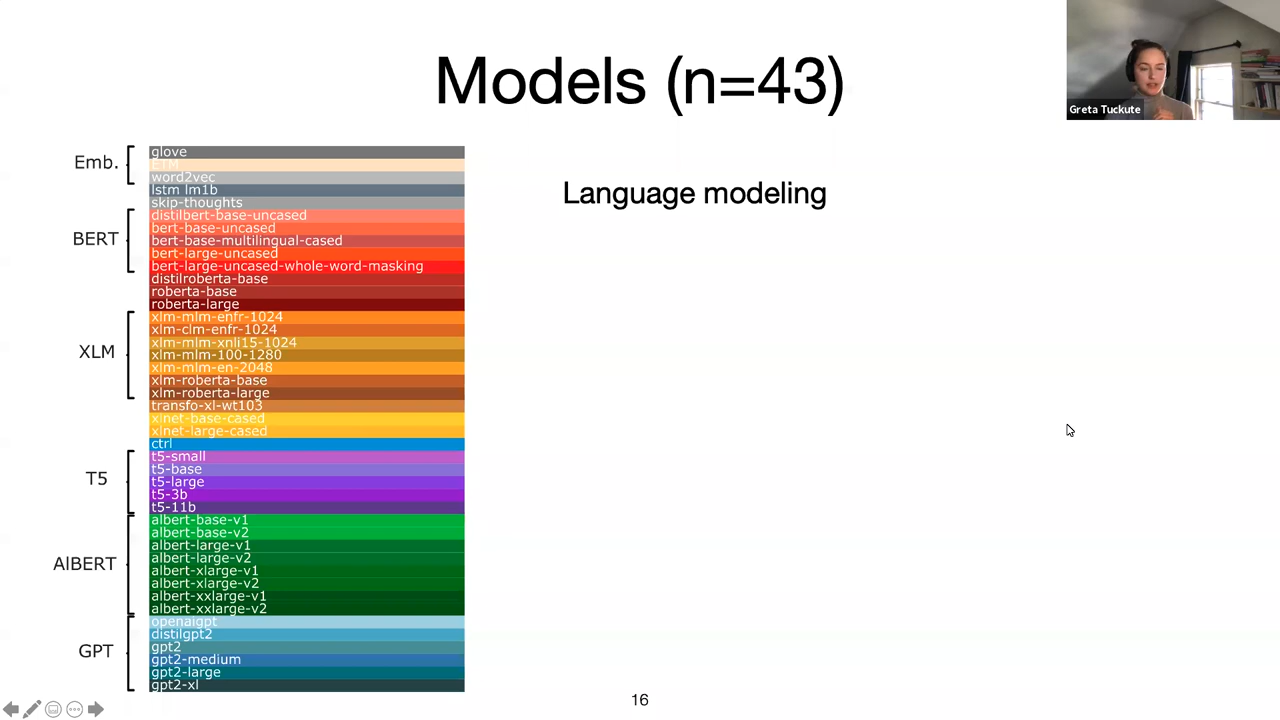 Models (n=43)
Greta Tuckute
Language modeling
Emb.
glove
ETM
word2vec
lstm lm1b
skip-thoughts
BERT
distilbert-base-uncased
bert-base-uncased
bert-base-multilingual-cased
bert-large-uncased
bert-large-uncased-whole-word-masking
distilroberta-base
roberta-base
roberta-large
XLM
xlm-mlm-enfr-1024
xlm-clm-enfr-1024
xlm-mlm-xnli15-1024
xlm-mlm-100-1280
xlm-mlm-en-2048
xlm-roberta-base
xlm-roberta-large
transfo-xl-wt103
xlnet-base-cased
xlnet-large-cased
ctrl
T5
t5-small
t5-base
t5-large
t5-3b
t5-11b
AlBERT
albert-base-v1
albert-base-v2
albert-large-v1
albert-large-v2
albert-xlarge-v1
albert-xlarge-v2
albert-xxlarge-v1
albert-xxlarge-v2
GPT
openaigpt
distilgpt2
gpt2
gpt2-medium
gpt2-large
gpt2-xl
16